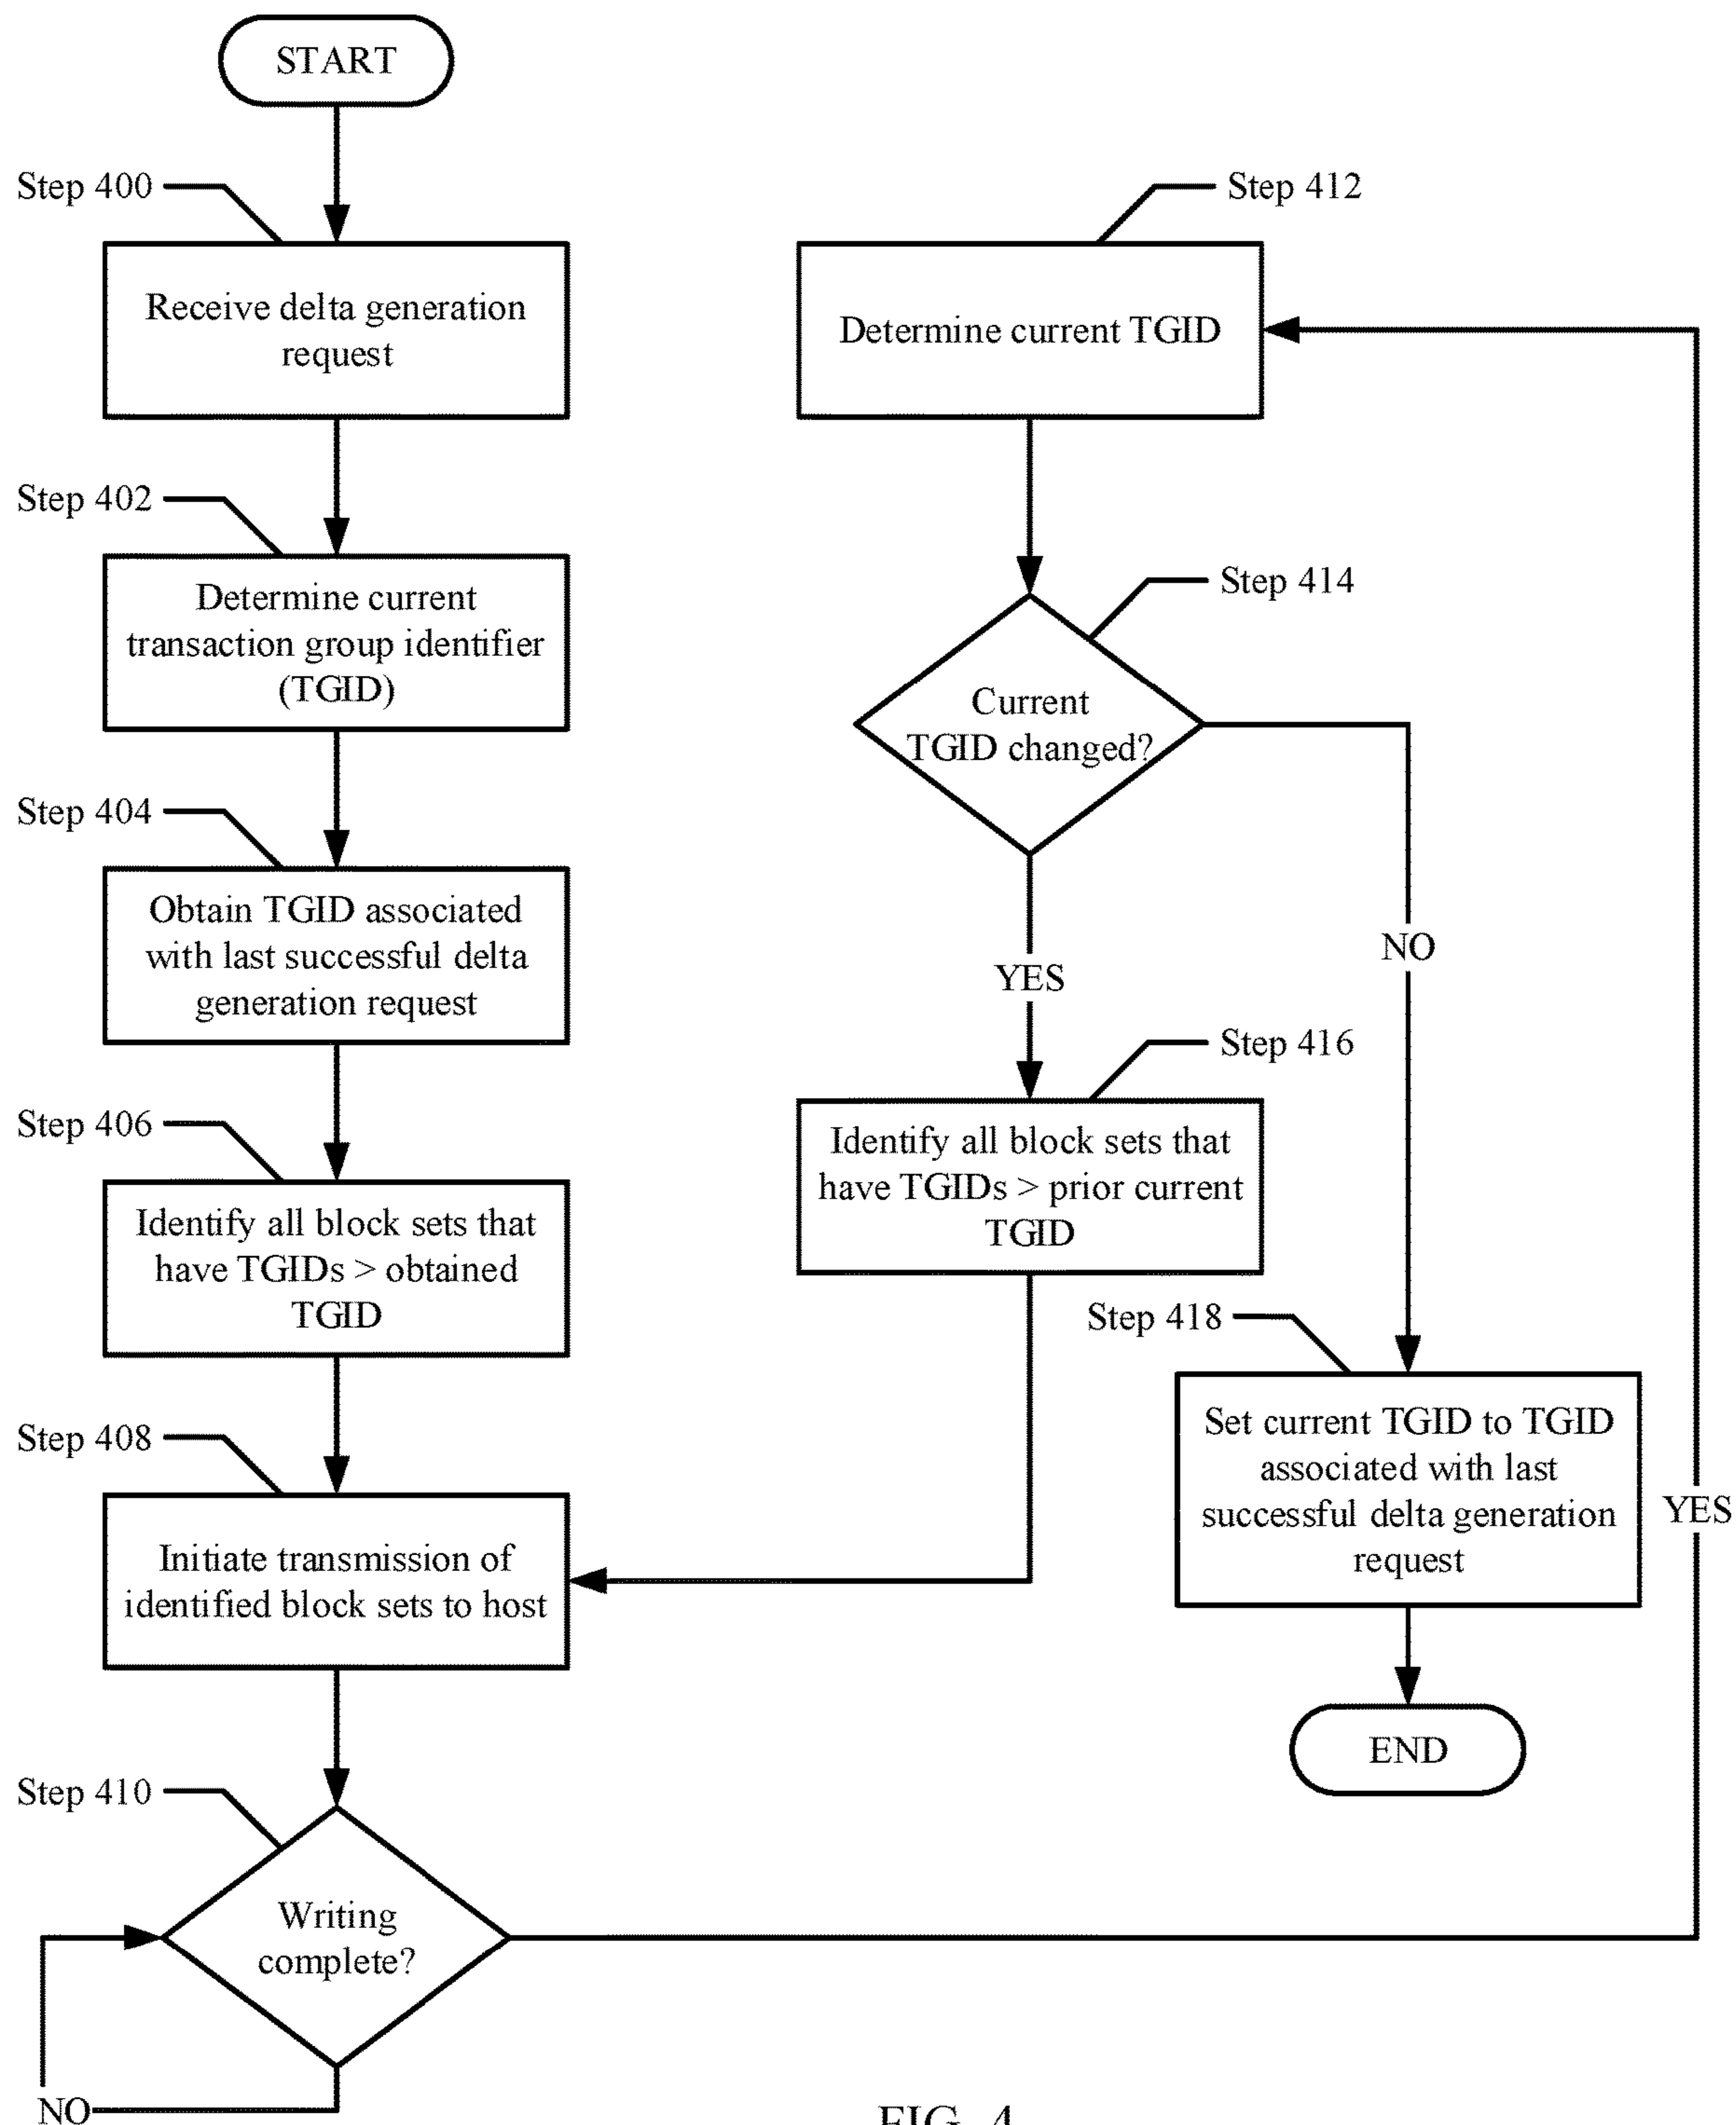 START
Step 400
Receive delta generation
request
Step 402
Determine current
transaction group identifier
(TGID)
Step 404
Obtain TGID associated
with last successful delta
generation request
Step 406
Identify all block sets that
have TGIDs > obtained
TGID
Step 408
Initiate transmission of
identified block sets to host
Step 410
Writing
complete?
NO
YES
Step 412
Determine current TGID
Step 414
Current
TGID changed?
YES
NO
Step 416
Identify all block sets that
have TGIDs > prior current
TGID
Step 418
Set current TGID to TGID
associated with last
successful delta generation
request
END
FIG. 4